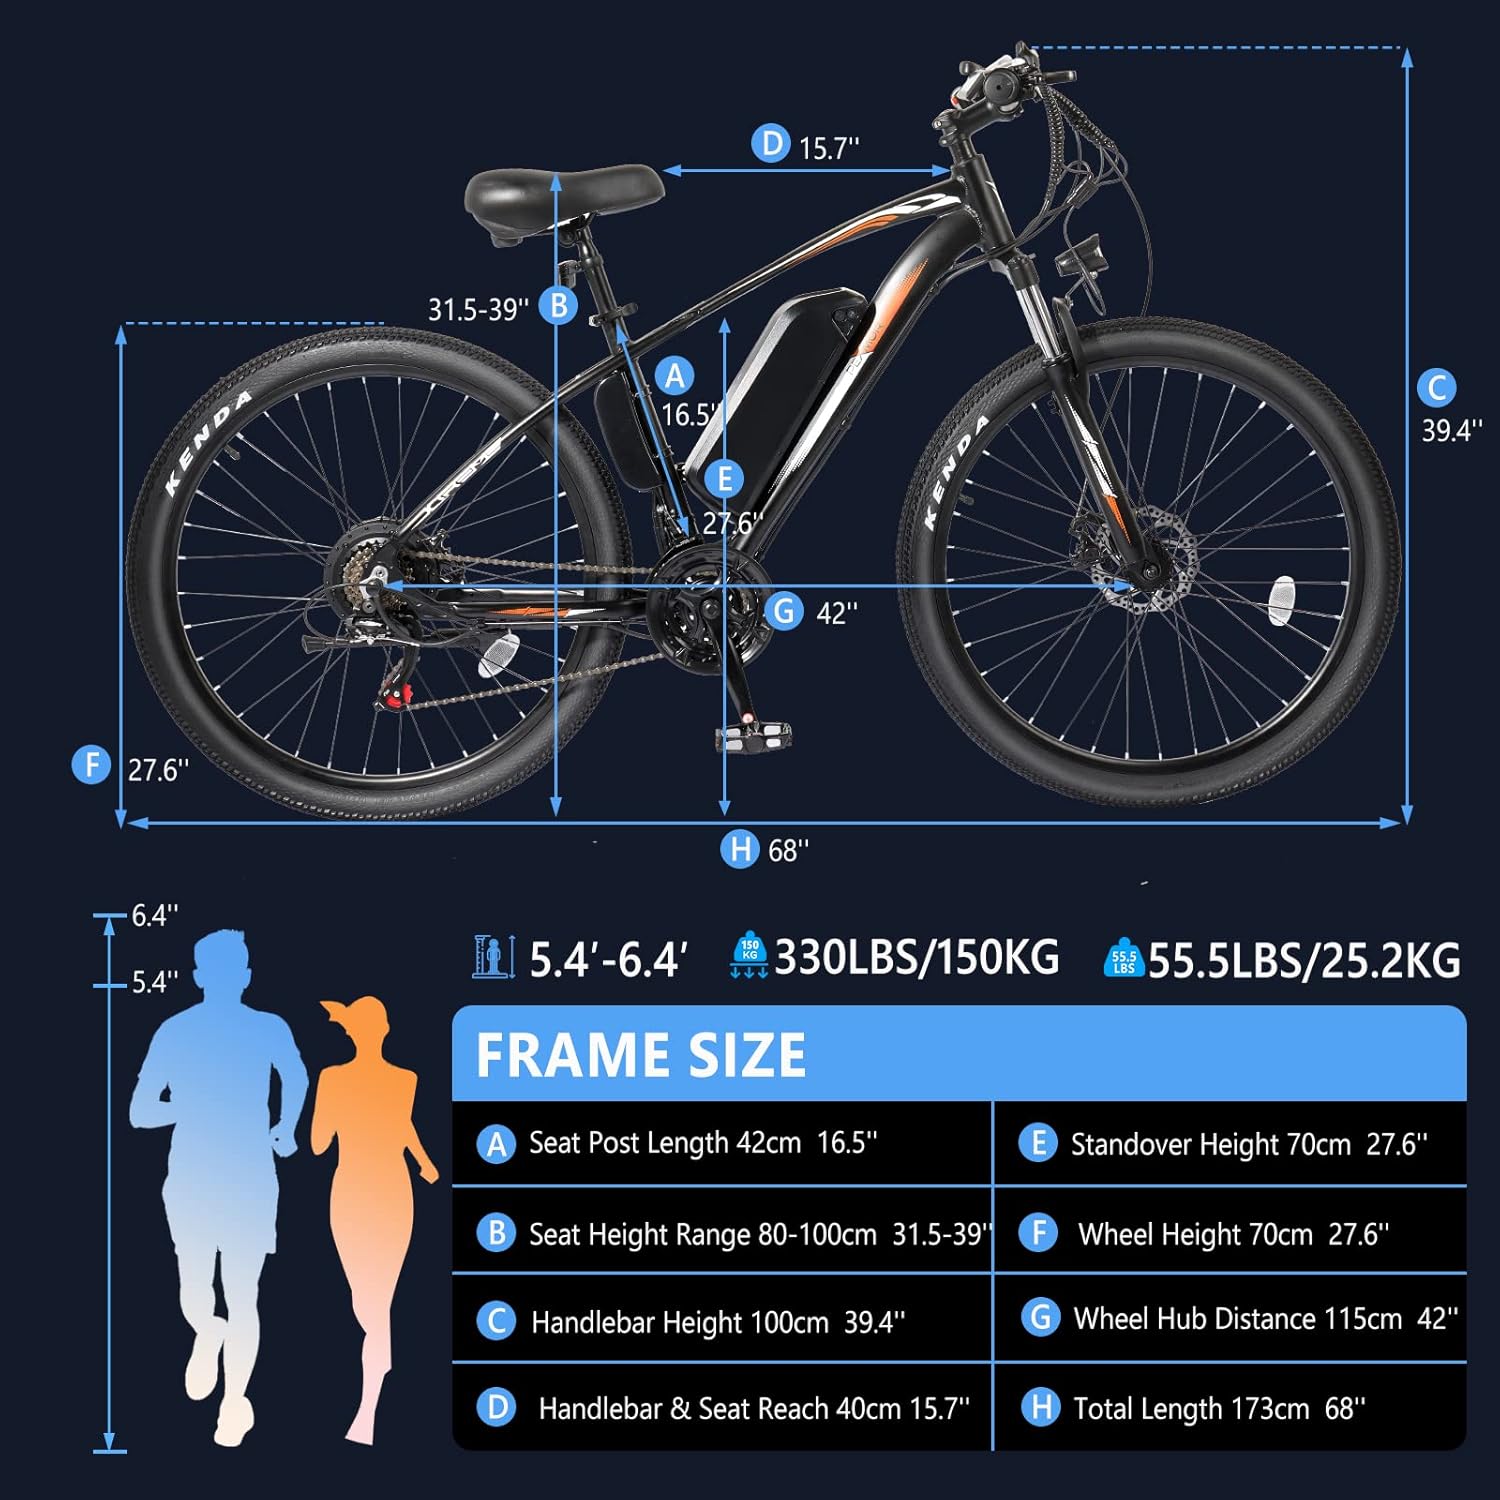 D 15.7''
31.5-39'' B
A
16.5''
C
39.4''
KENDA
KENDA
E
27.6''
G 42''
F 27.6''
H 68''
6.4''
5.4''
5.4′-6.4′
150 KG
330LBS/150KG
55.5 LBS
55.5LBS/25.2KG
FRAME SIZE
A Seat Post Length 42cm 16.5''
E Standover Height 70cm 27.6''
B Seat Height Range 80-100cm 31.5-39''
F Wheel Height 70cm 27.6''
C Handlebar Height 100cm 39.4''
G Wheel Hub Distance 115cm 42''
D Handlebar & Seat Reach 40cm 15.7''
H Total Length 173cm 68''